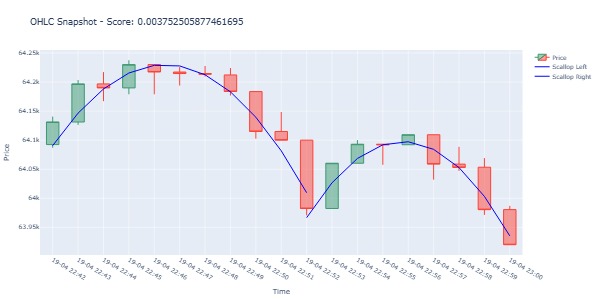 OHLC Snapshot - Score: 0.003752505877461695
64.25k
64.2k
64.15k
64.1k
64.05k
64k
63.95k
Price
19-04 22:42
19-04 22:43
19-04 22:44
19-04 22:45
19-04 22:46
19-04 22:47
19-04 22:48
19-04 22:49
19-04 22:50
19-04 22:51
19-04 22:52
19-04 22:53
19-04 22:54
19-04 22:55
19-04 22:56
19-04 22:57
19-04 22:58
19-04 22:59
19-04 23:00
Time
Price
Scallop Left
Scallop Right